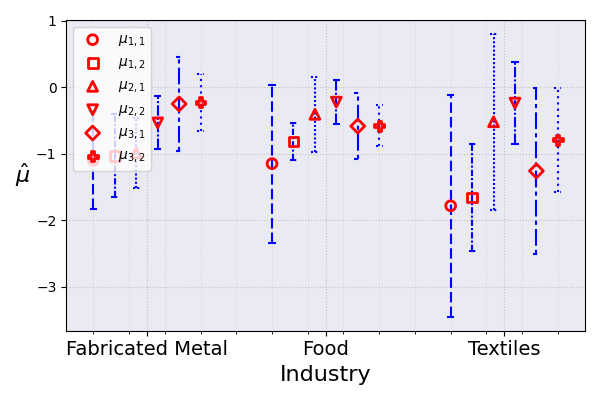 1
0
−1
−2
−3
μ̂
μ1,1
μ1,2
μ2,1
μ2,2
μ3,1
μ3,2
Fabricated Metal Food Textiles
Industry